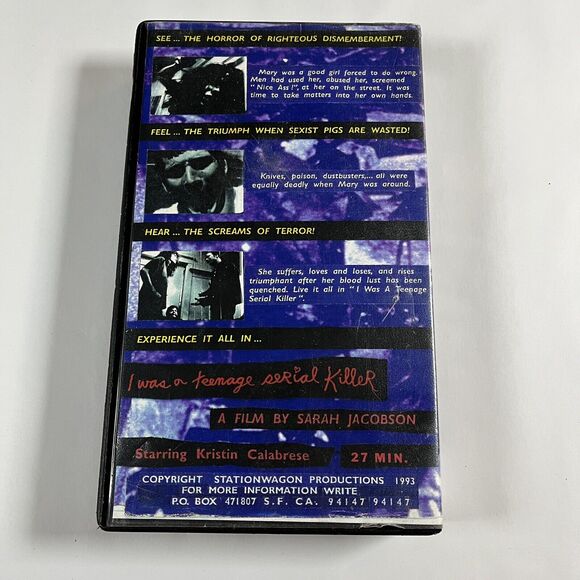 SEE ... THE HORROR OF RIGHTEOUS DISMEMBERMENT!
Mary was a good girl forced to do wrong.
Men had used her, abused her, screamed
"Nice Ass!", at her on the street. It was
time to take matters into her own hands.
FEEL ... THE TRIUMPH WHEN SEXIST PIGS ARE WASTED!
Knives, poison, dustbusters,... all were
equally deadly when Mary was around.
HEAR ... THE SCREAMS OF TERROR!
She suffers, loves and loses, and rises
triumphant after her blood lust has been
quenched. Live it all in " I Was A Teenage
Serial Killer ".
EXPERIENCE IT ALL IN ...
I was a teenage serial killer
A FILM BY SARAH JACOBSON
Starring Kristin Calabrese 27 MIN.
COPYRIGHT STATIONWAGON PRODUCTIONS 1993
FOR MORE INFORMATION WRITE
P.O. BOX 471807 S.F. CA. 94147 94147